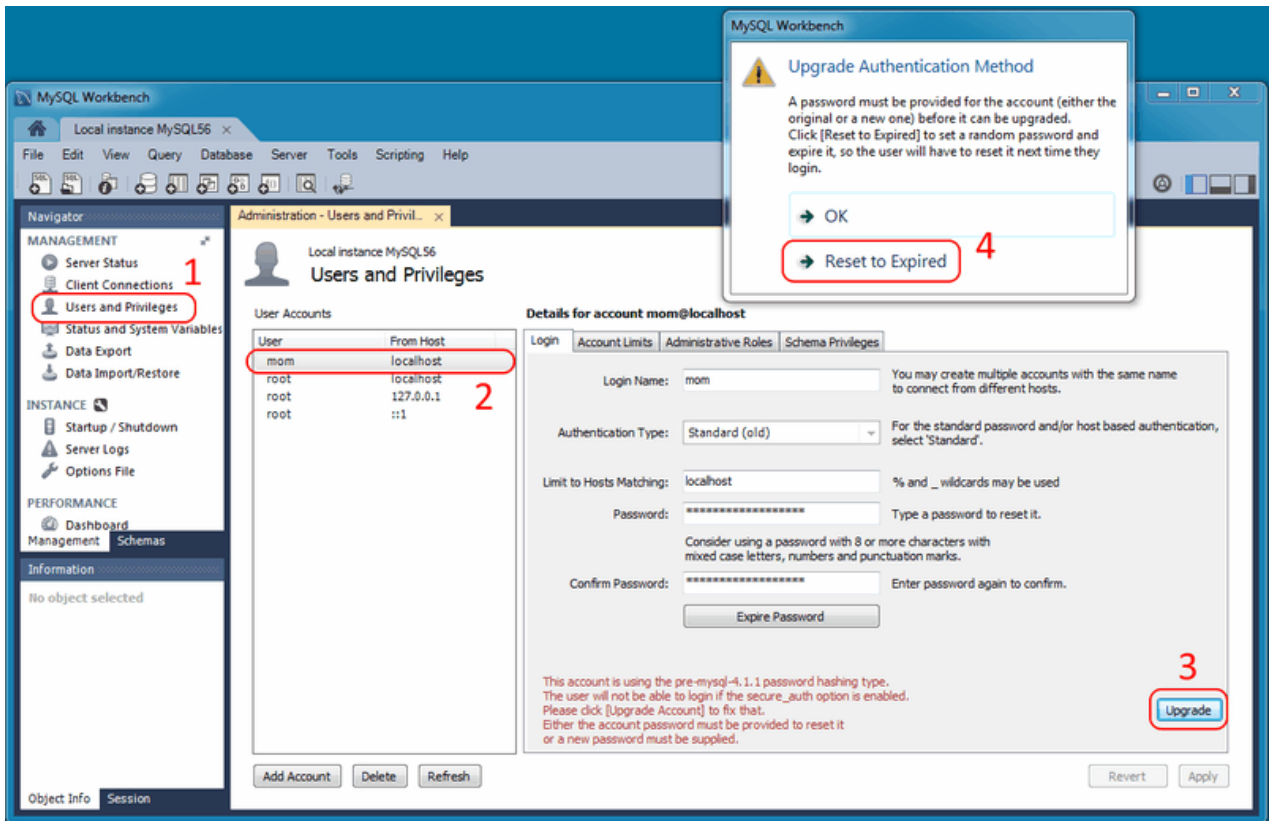 MySQL Workbench
Upgrade Authentication Method
A password must be provided for the account (either the
original or a new one) before it can be upgraded.
Click [Reset to Expired] to set a random password and
expire it, so the user will have to reset it next time they
login.
OK
Reset to Expired
4
MySQL Workbench
Local instance MySQL56
File Edit View Query Database Server Tools Scripting Help
Navigator
MANAGEMENT
Server Status
Client Connections
1
Users and Privileges
Status and System Variables
Data Export
Data Import/Restore
INSTANCE
Startup / Shutdown
Server Logs
Options File
PERFORMANCE
Dashboard
Management Schemas
Information
No object selected
Object Info Session
Administration - Users and Privil...
Local instance MySQL56
Users and Privileges
User Accounts
User From Host
mom localhost
root localhost
root 127.0.0.1
root ::1
2
Add Account Delete Refresh
Details for account mom@localhost
Login Account Limits Administrative Roles Schema Privileges
Login Name: mom
You may create multiple accounts with the same name
to connect from different hosts.
Authentication Type: Standard (old)
For the standard password and/or host based authentication,
select 'Standard'.
Limit to Hosts Matching: localhost % and _ wildcards may be used
Password: ****************** Type a password to reset it.
Consider using a password with 8 or more characters with
mixed case letters, numbers and punctuation marks.
Confirm Password: ****************** Enter password again to confirm.
Expire Password
This account is using the pre-mysql-4.1.1 password hashing type.
The user will not be able to login if the secure_auth option is enabled.
Please click [Upgrade Account] to fix that.
Either the account password must be provided to reset it
or a new password must be supplied.
3
Upgrade
Revert Apply